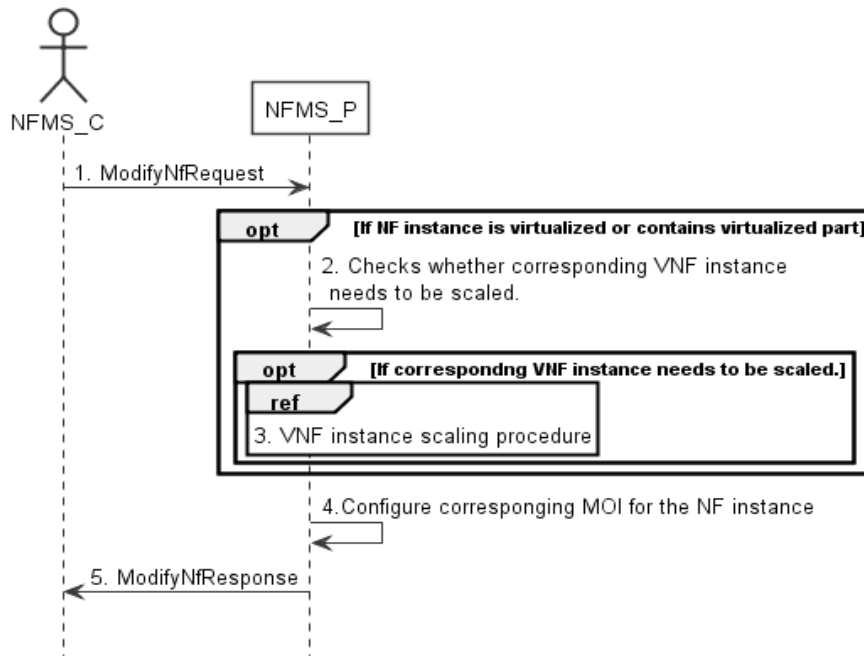 NFMS_C
NFMS_P
1. ModifyNfRequest
opt [If NF instance is virtualized or contains virtualized part]
2. Checks whether corresponding VNF instance
needs to be scaled.
opt [If correspondng VNF instance needs to be scaled.]
ref
3. VNF instance scaling procedure
4.Configure corresponging MOI for the NF instance
5. ModifyNfResponse